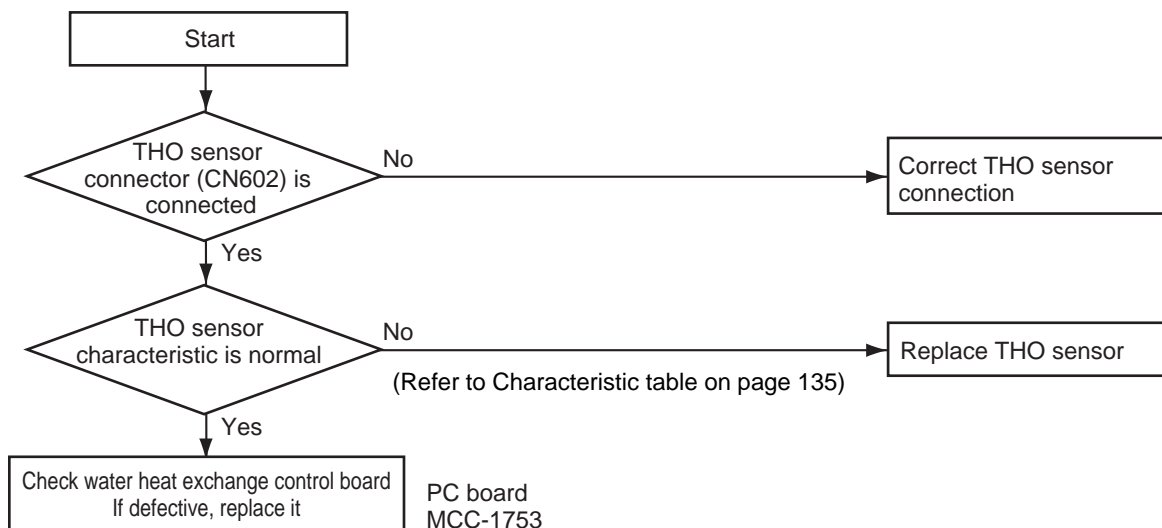 Start
THO sensor
connector (CN602) is
connected
No
Correct THO sensor
connection
Yes
THO sensor
characteristic is normal
No
(Refer to Characteristic table on page 135)
Replace THO sensor
Yes
Check water heat exchange control board
If defective, replace it
PC board
MCC-1753